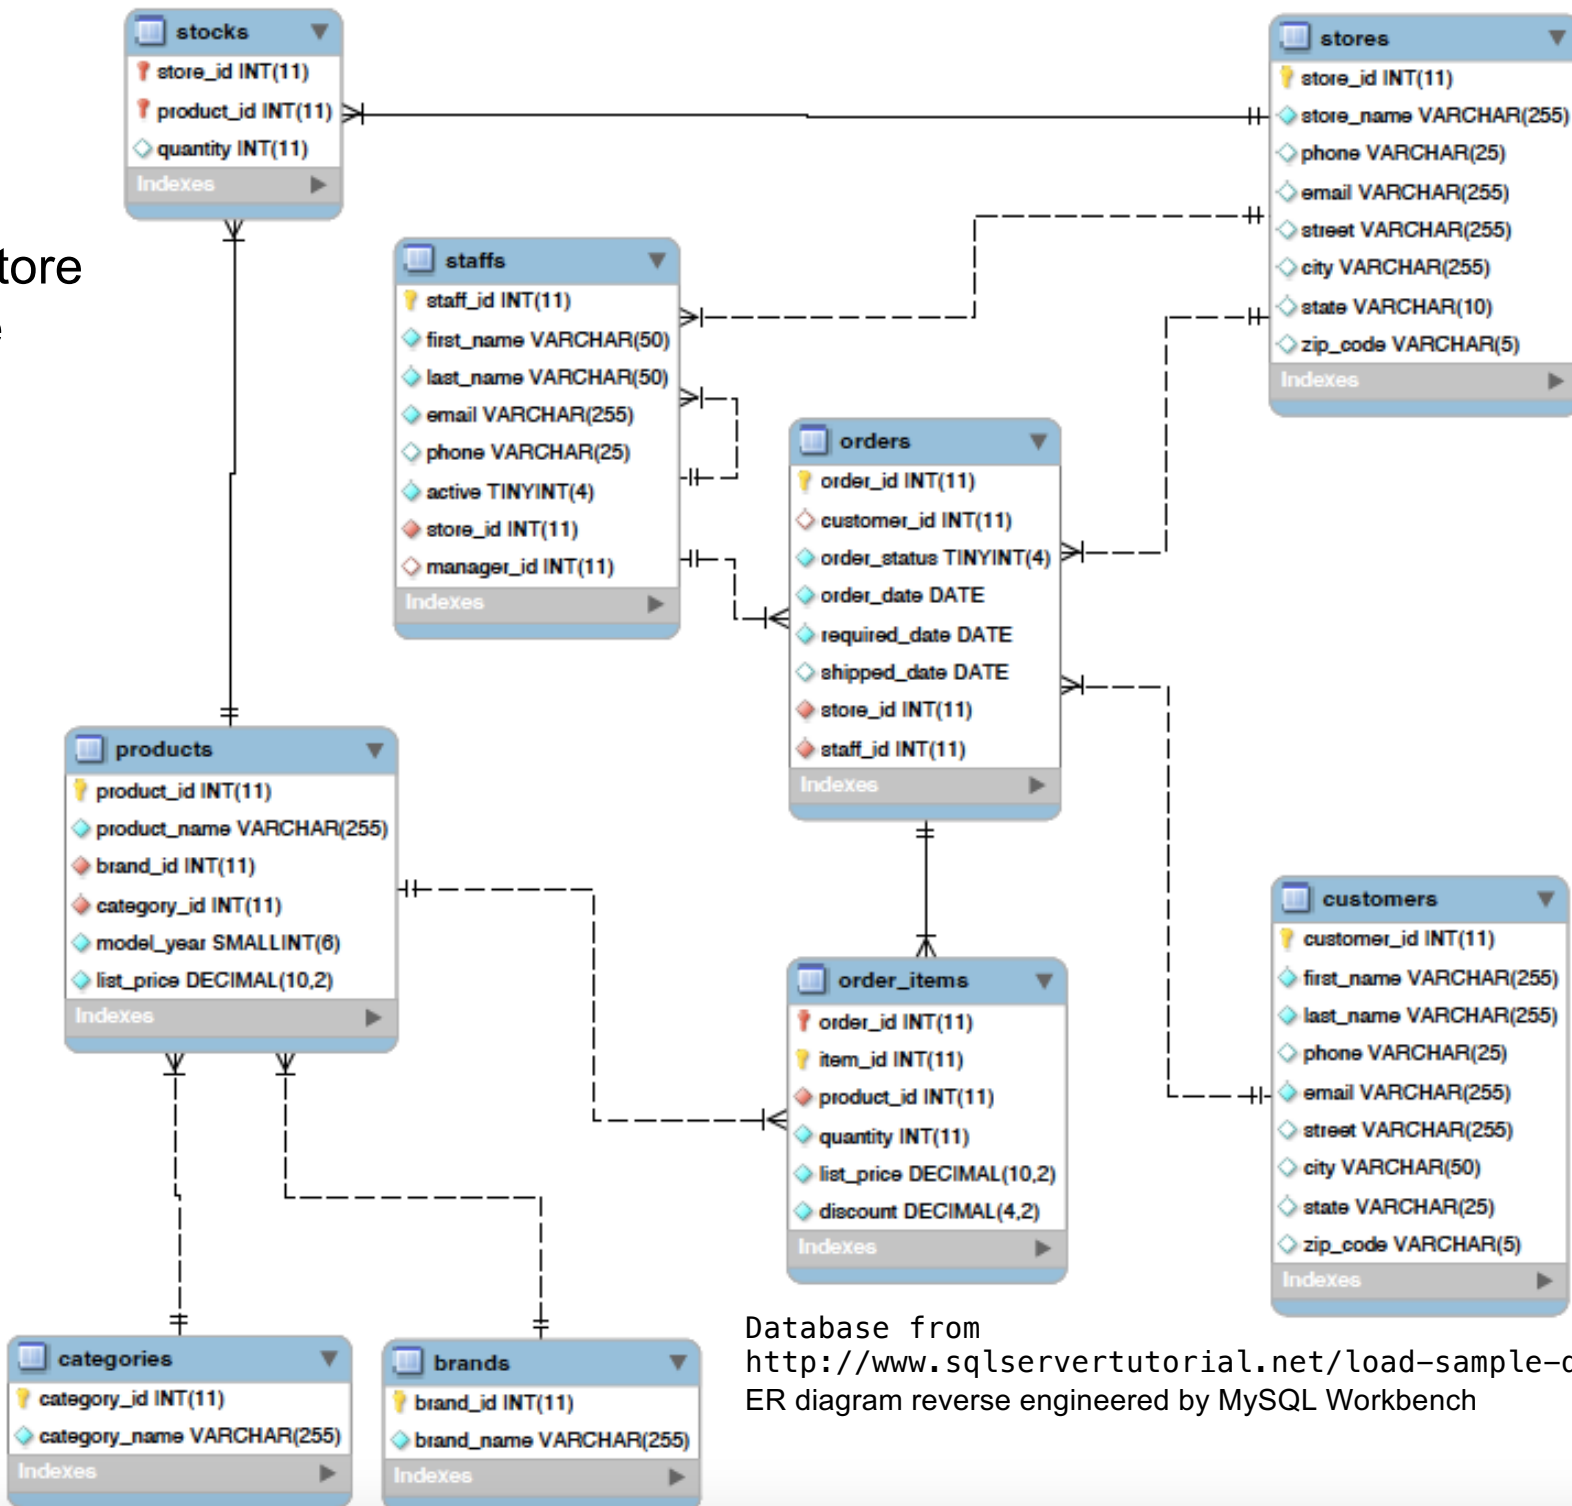 stocks
store_id INT(11)
product_id INT(11)
quantity INT(11)
Indexes
stores
store_id INT(11)
store_name VARCHAR(255)
phone VARCHAR(25)
email VARCHAR(255)
street VARCHAR(255)
city VARCHAR(255)
state VARCHAR(10)
zip_code VARCHAR(5)
Indexes
tore
e
staffs
staff_id INT(11)
first_name VARCHAR(50)
last_name VARCHAR(50)
email VARCHAR(255)
phone VARCHAR(25)
active TINYINT(4)
store_id INT(11)
manager_id INT(11)
Indexes
orders
order_id INT(11)
customer_id INT(11)
order_status TINYINT(4)
order_date DATE
required_date DATE
shipped_date DATE
store_id INT(11)
staff_id INT(11)
Indexes
products
product_id INT(11)
product_name VARCHAR(255)
brand_id INT(11)
category_id INT(11)
model_year SMALLINT(6)
list_price DECIMAL(10,2)
Indexes
order_items
order_id INT(11)
item_id INT(11)
product_id INT(11)
quantity INT(11)
list_price DECIMAL(10,2)
discount DECIMAL(4,2)
Indexes
customers
customer_id INT(11)
first_name VARCHAR(255)
last_name VARCHAR(255)
phone VARCHAR(25)
email VARCHAR(255)
street VARCHAR(255)
city VARCHAR(50)
state VARCHAR(25)
zip_code VARCHAR(5)
Indexes
categories
category_id INT(11)
category_name VARCHAR(255)
Indexes
brands
brand_id INT(11)
brand_name VARCHAR(255)
Indexes
Database from
http://www.sqlservertutorial.net/load-sample-d
ER diagram reverse engineered by MySQL Workbench